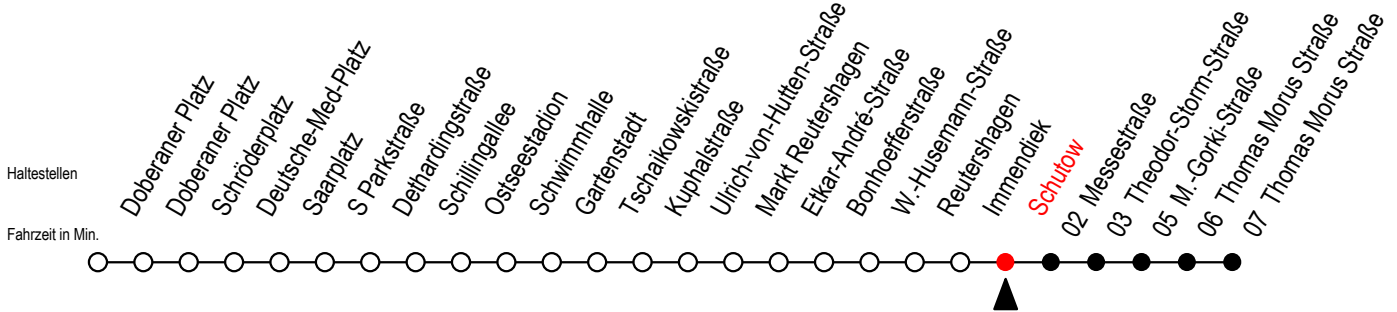 Haltestellen
Fahrzeit in Min.
Doberaner Platz
Doberaner Platz
Schröderplatz
Deutsche-Med-Platz
Saarplatz
S Parkstraße
Dethardingstraße
Schillingallee
Ostseestadion
Schwimmhalle
Gartenstadt
Tschaikowskistraße
Kuphalstraße
Ulrich-von-Hutten-Straße
Markt Reutershagen
Etkar-André-Straße
Bonhoefferstraße
W.-Husemann-Straße
Reutershagen
Immendiek
Schutow
02 Messestraße
03 Theodor-Storm-Straße
05 M.-Gorki-Straße
06 Thomas Morus Straße
07 Thomas Morus Straße